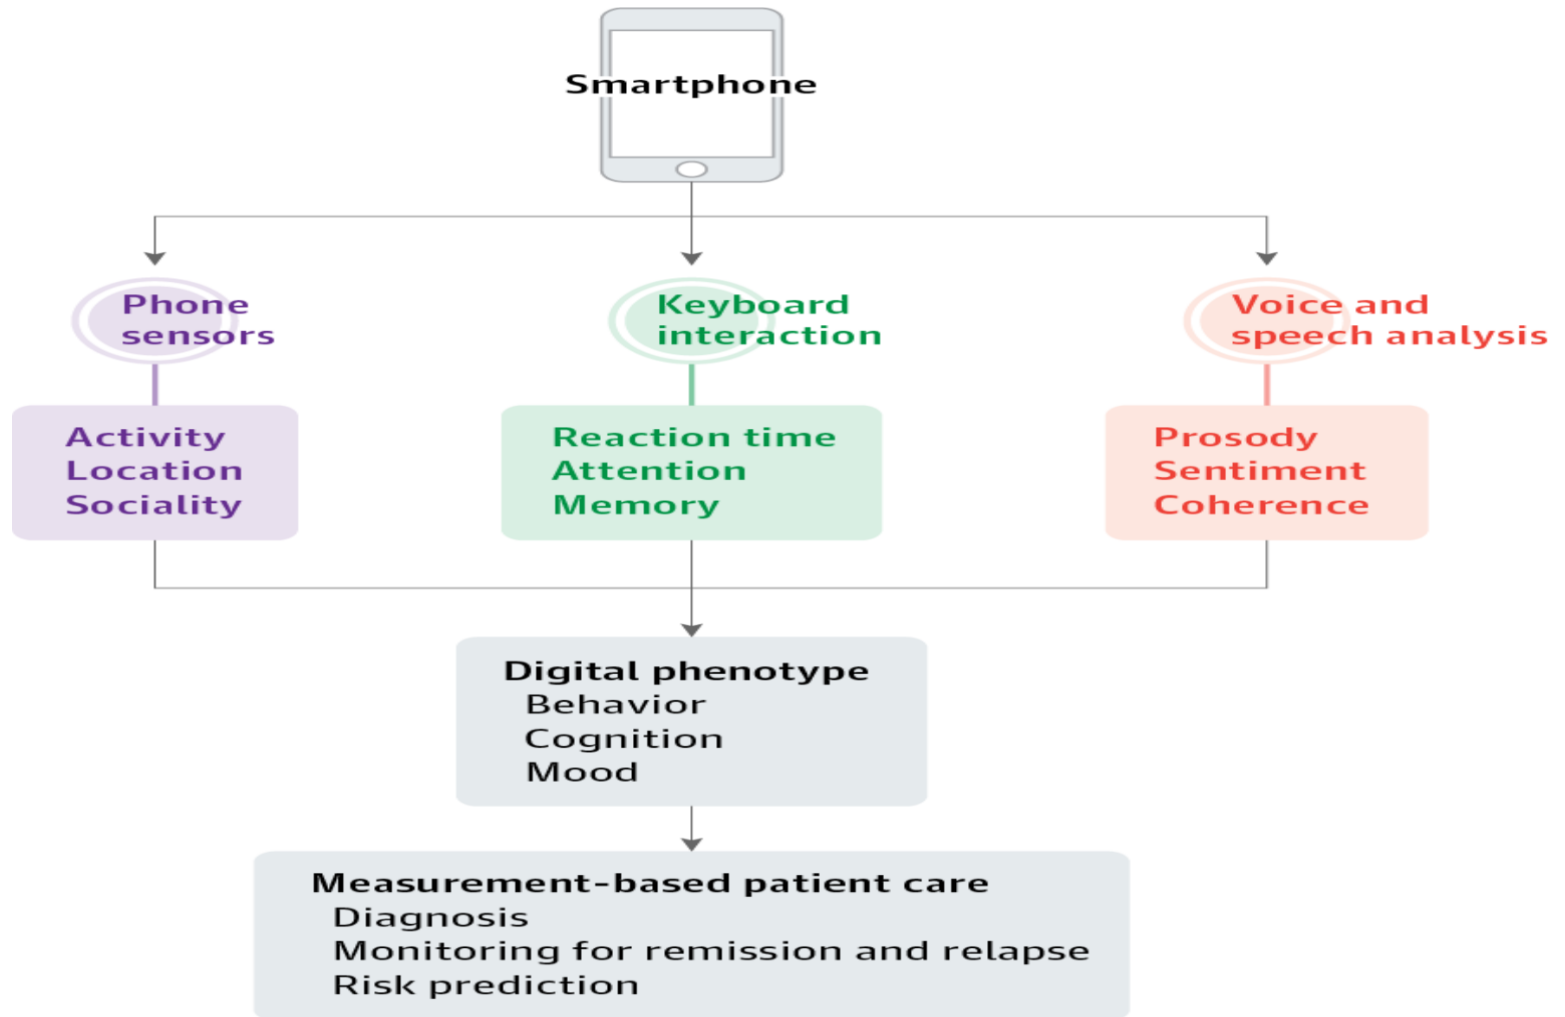 Smartphone
Phone
sensors
Keyboard
interaction
Voice and
speech analysis
Activity
Location
Sociality
Reaction time
Attention
Memory
Prosody
Sentiment
Coherence
Digital phenotype
Behavior
Cognition
Mood
Measurement-based patient care
Diagnosis
Monitoring for remission and relapse
Risk prediction